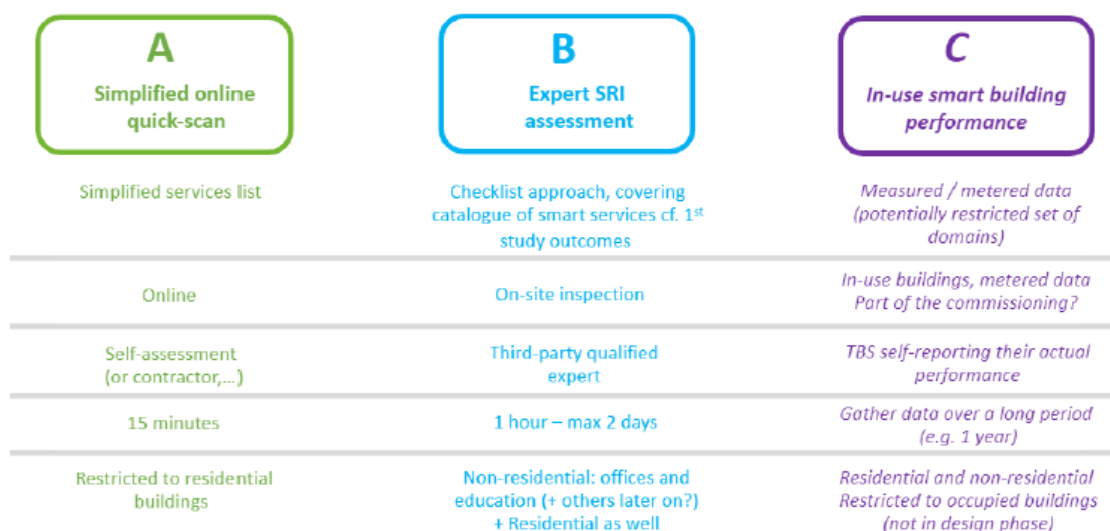 A
Simplified online
quick-scan
B
Expert SRI
assessment
C
In-use smart building
performance
Simplified services list
Checklist approach, covering
catalogue of smart services cf. 1st
study outcomes
Measured / metered data
(potentially restricted set of
domains)
Online
On-site inspection
In-use buildings, metered data
Part of the commissioning?
Self-assessment
(or contractor,...)
Third-party qualified
expert
TBS self-reporting their actual
performance
15 minutes
1 hour – max 2 days
Gather data over a long period
(e.g. 1 year)
Restricted to residential
buildings
Non-residential: offices and
education (+ others later on?)
+ Residential as well
Residential and non-residential
Restricted to occupied buildings
(not in design phase)